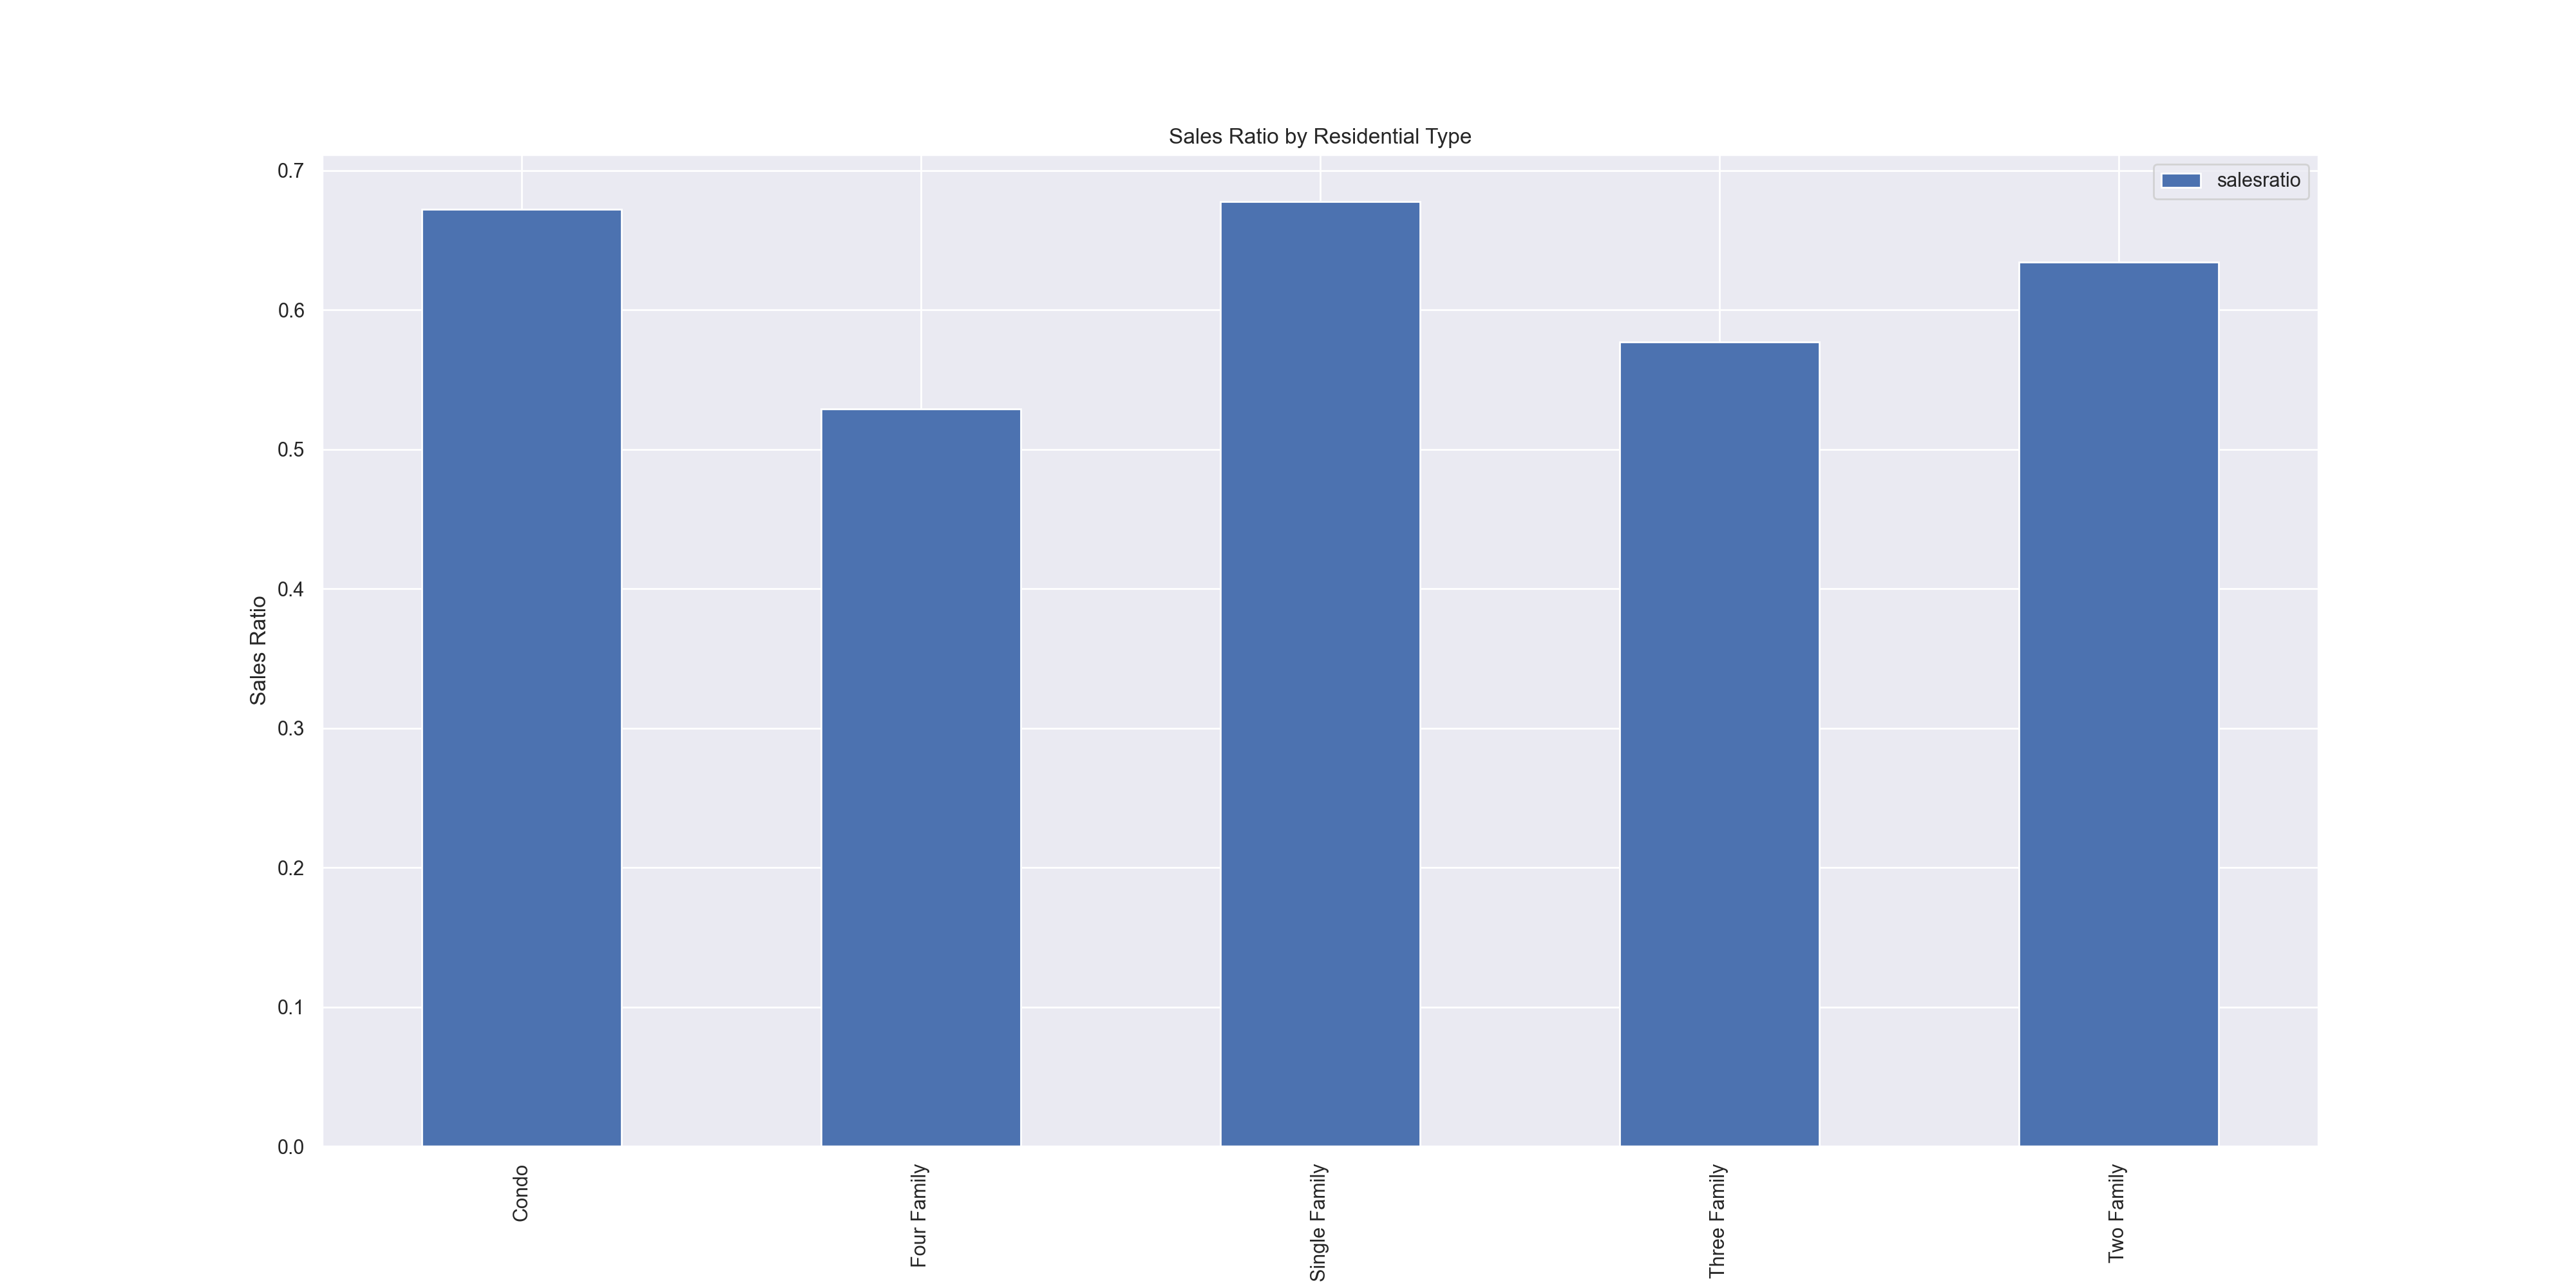 Sales Ratio by Residential Type
salesratio
0.7
0.6
0.5
0.4
0.3
0.2
0.1
0.0
Sales Ratio
Condo
Four Family
Single Family
Three Family
Two Family